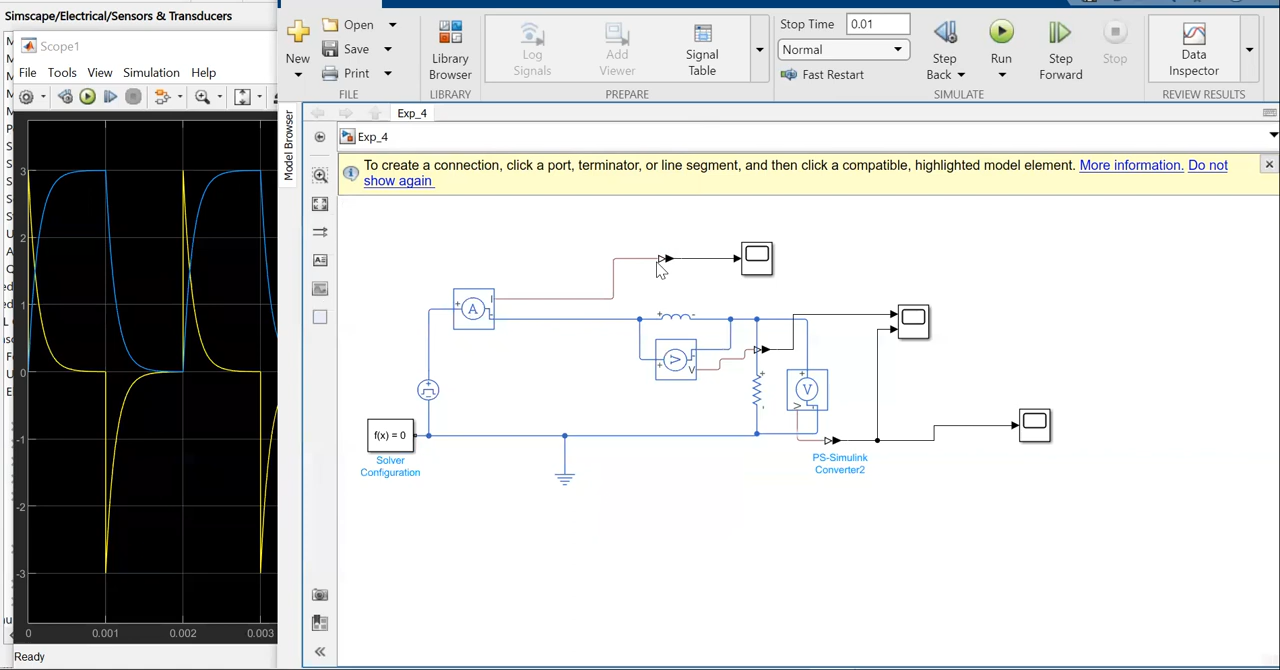 Simscape/Electrical/Sensors & Transducers
Scope1
File Tools View Simulation Help
3
2
1
0
-1
-2
-3
0 0.001 0.002 0.003
Ready
New
Open
Save
Print
FILE
Library
Browser
LIBRARY
Log
Signals
Add
Viewer
Signal
Table
PREPARE
Stop Time 0.01
Normal
Fast Restart
Step
Back
Run
Step
Forward
Stop
SIMULATE
Data
Inspector
REVIEW RESULTS
Model Browser
Exp_4
Exp_4
To create a connection, click a port, terminator, or line segment, and then click a compatible, highlighted model element. More information. Do not
show again
A
I
V
V
V
f(x) = 0
Solver
Configuration
PS-Simulink
Converter2